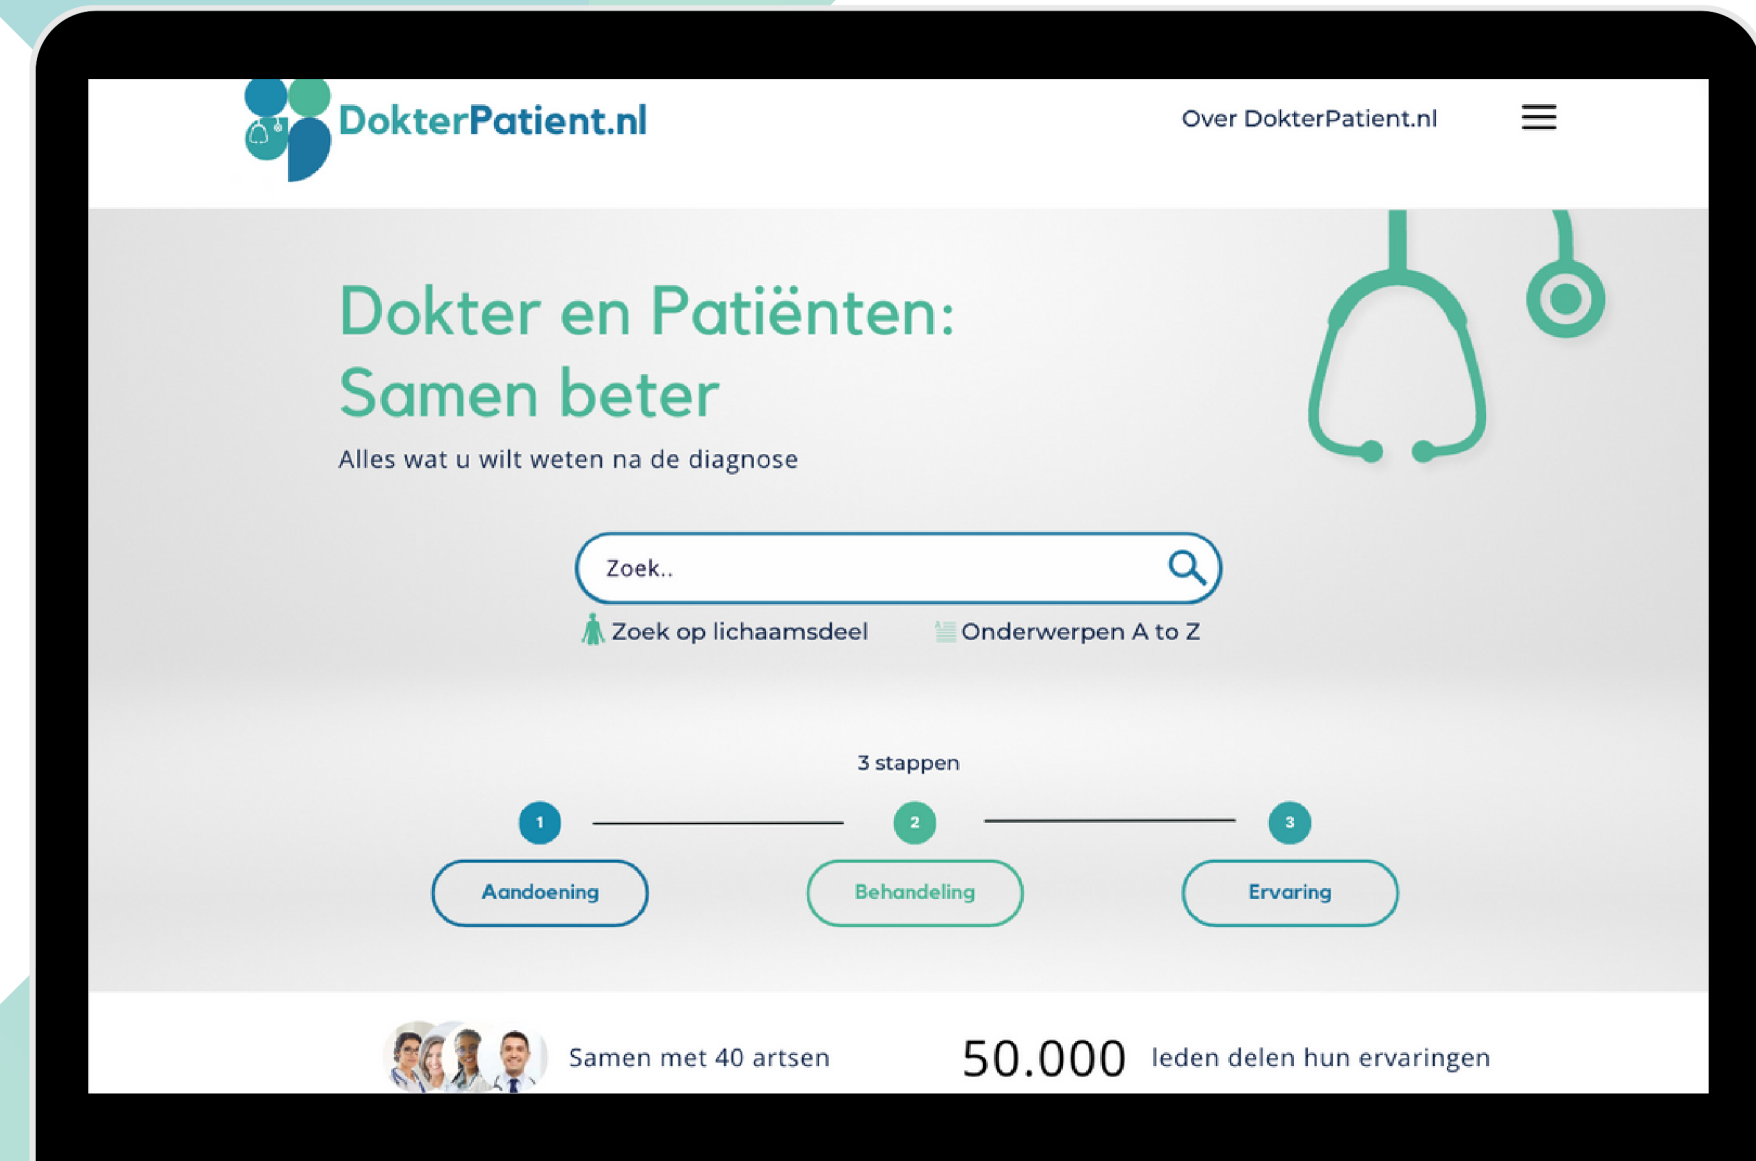 DokterPatient.nl
Over DokterPatient.nl
Dokter en Patiënten:
Samen beter
Alles wat u wilt weten na de diagnose
Zoek..
Zoek op lichaamsdeel
Onderwerpen A to Z
3 stappen
1
2
3
Aandoening
Behandeling
Ervaring
Samen met 40 artsen
50.000 leden delen hun ervaringen